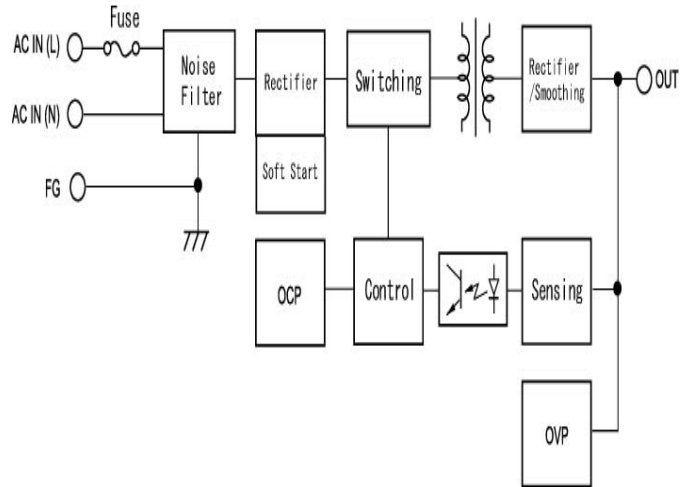 Fuse
AC IN (L)
Noise
Filter
Rectifier
Switching
Rectifier
/Smoothing
OUT
AC IN (N)
Soft Start
FG
OCP
Control
Sensing
OVP